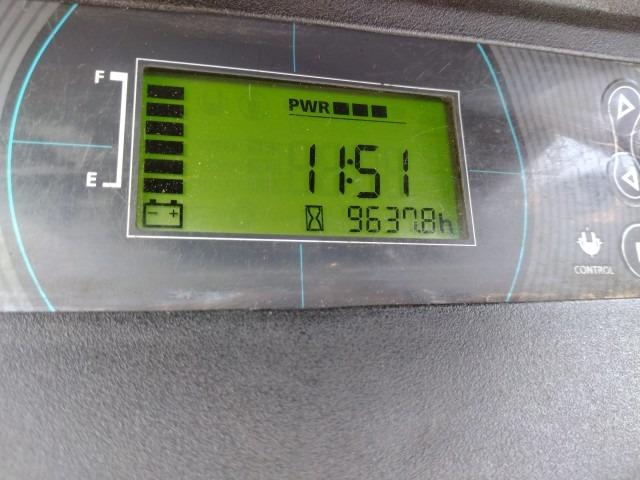 F
PWR
11:51
E
9637.8h
CONTROL